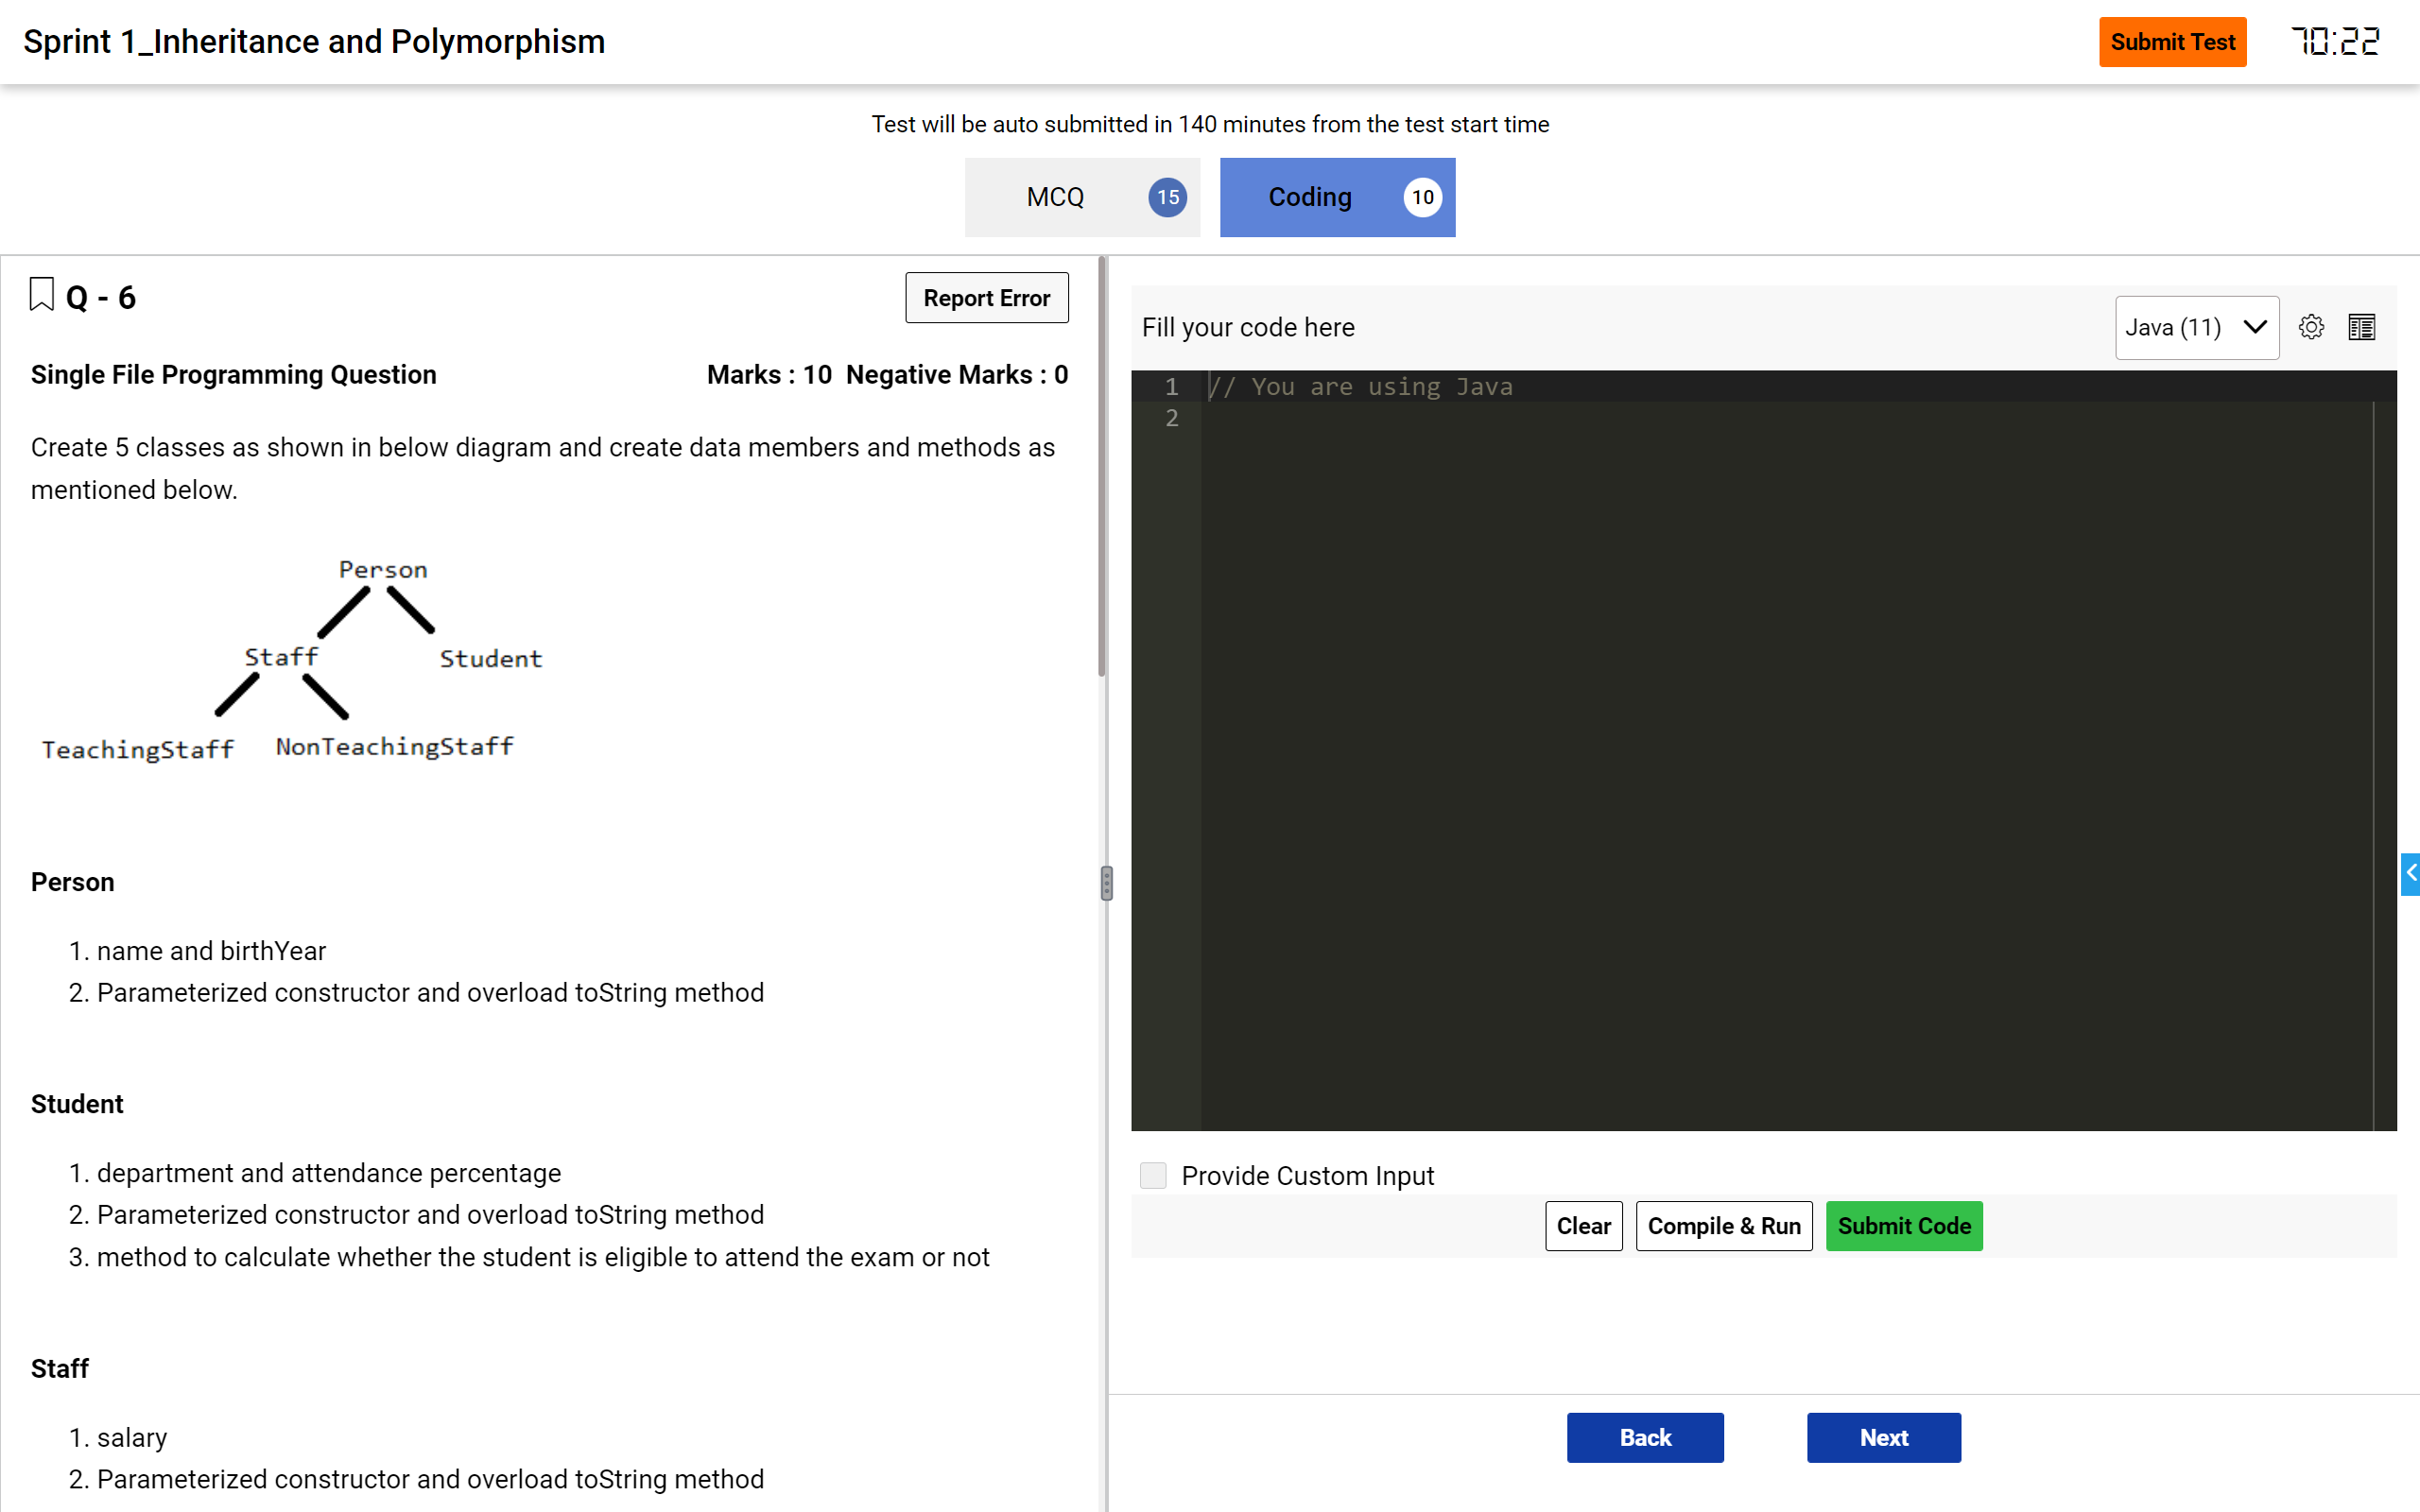 Sprint 1_Inheritance and Polymorphism
Submit Test
70:22
Test will be auto submitted in 140 minutes from the test start time
MCQ 15
Coding 10
Q - 6
Report Error
Single File Programming Question
Marks : 10 Negative Marks : 0
Create 5 classes as shown in below diagram and create data members and methods as
mentioned below.
Person
Staff
Student
TeachingStaff
NonTeachingStaff
Person
1. name and birthYear
2. Parameterized constructor and overload toString method
Student
1. department and attendance percentage
2. Parameterized constructor and overload toString method
3. method to calculate whether the student is eligible to attend the exam or not
Staff
1. salary
2. Parameterized constructor and overload toString method
Fill your code here
Java (11)
1 // You are using Java
2
Provide Custom Input
Clear
Compile & Run
Submit Code
Back
Next